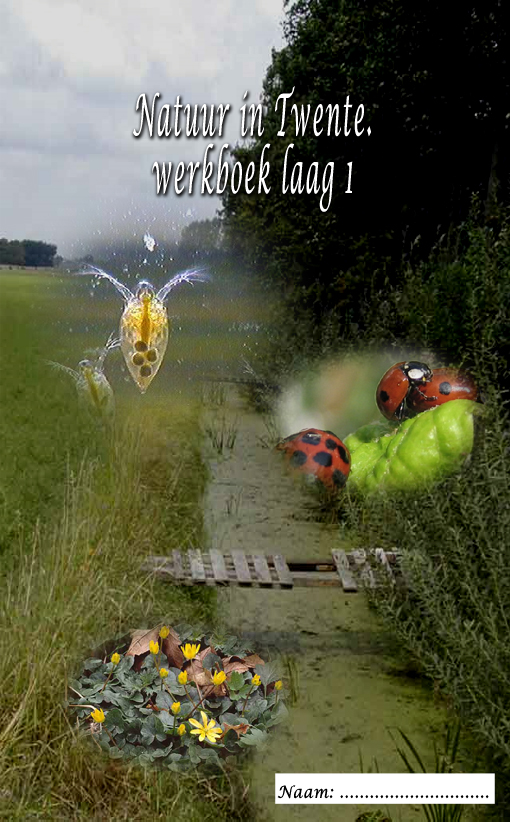 Natuur in Twente.
werkboek laag 1
Naam: ..............................